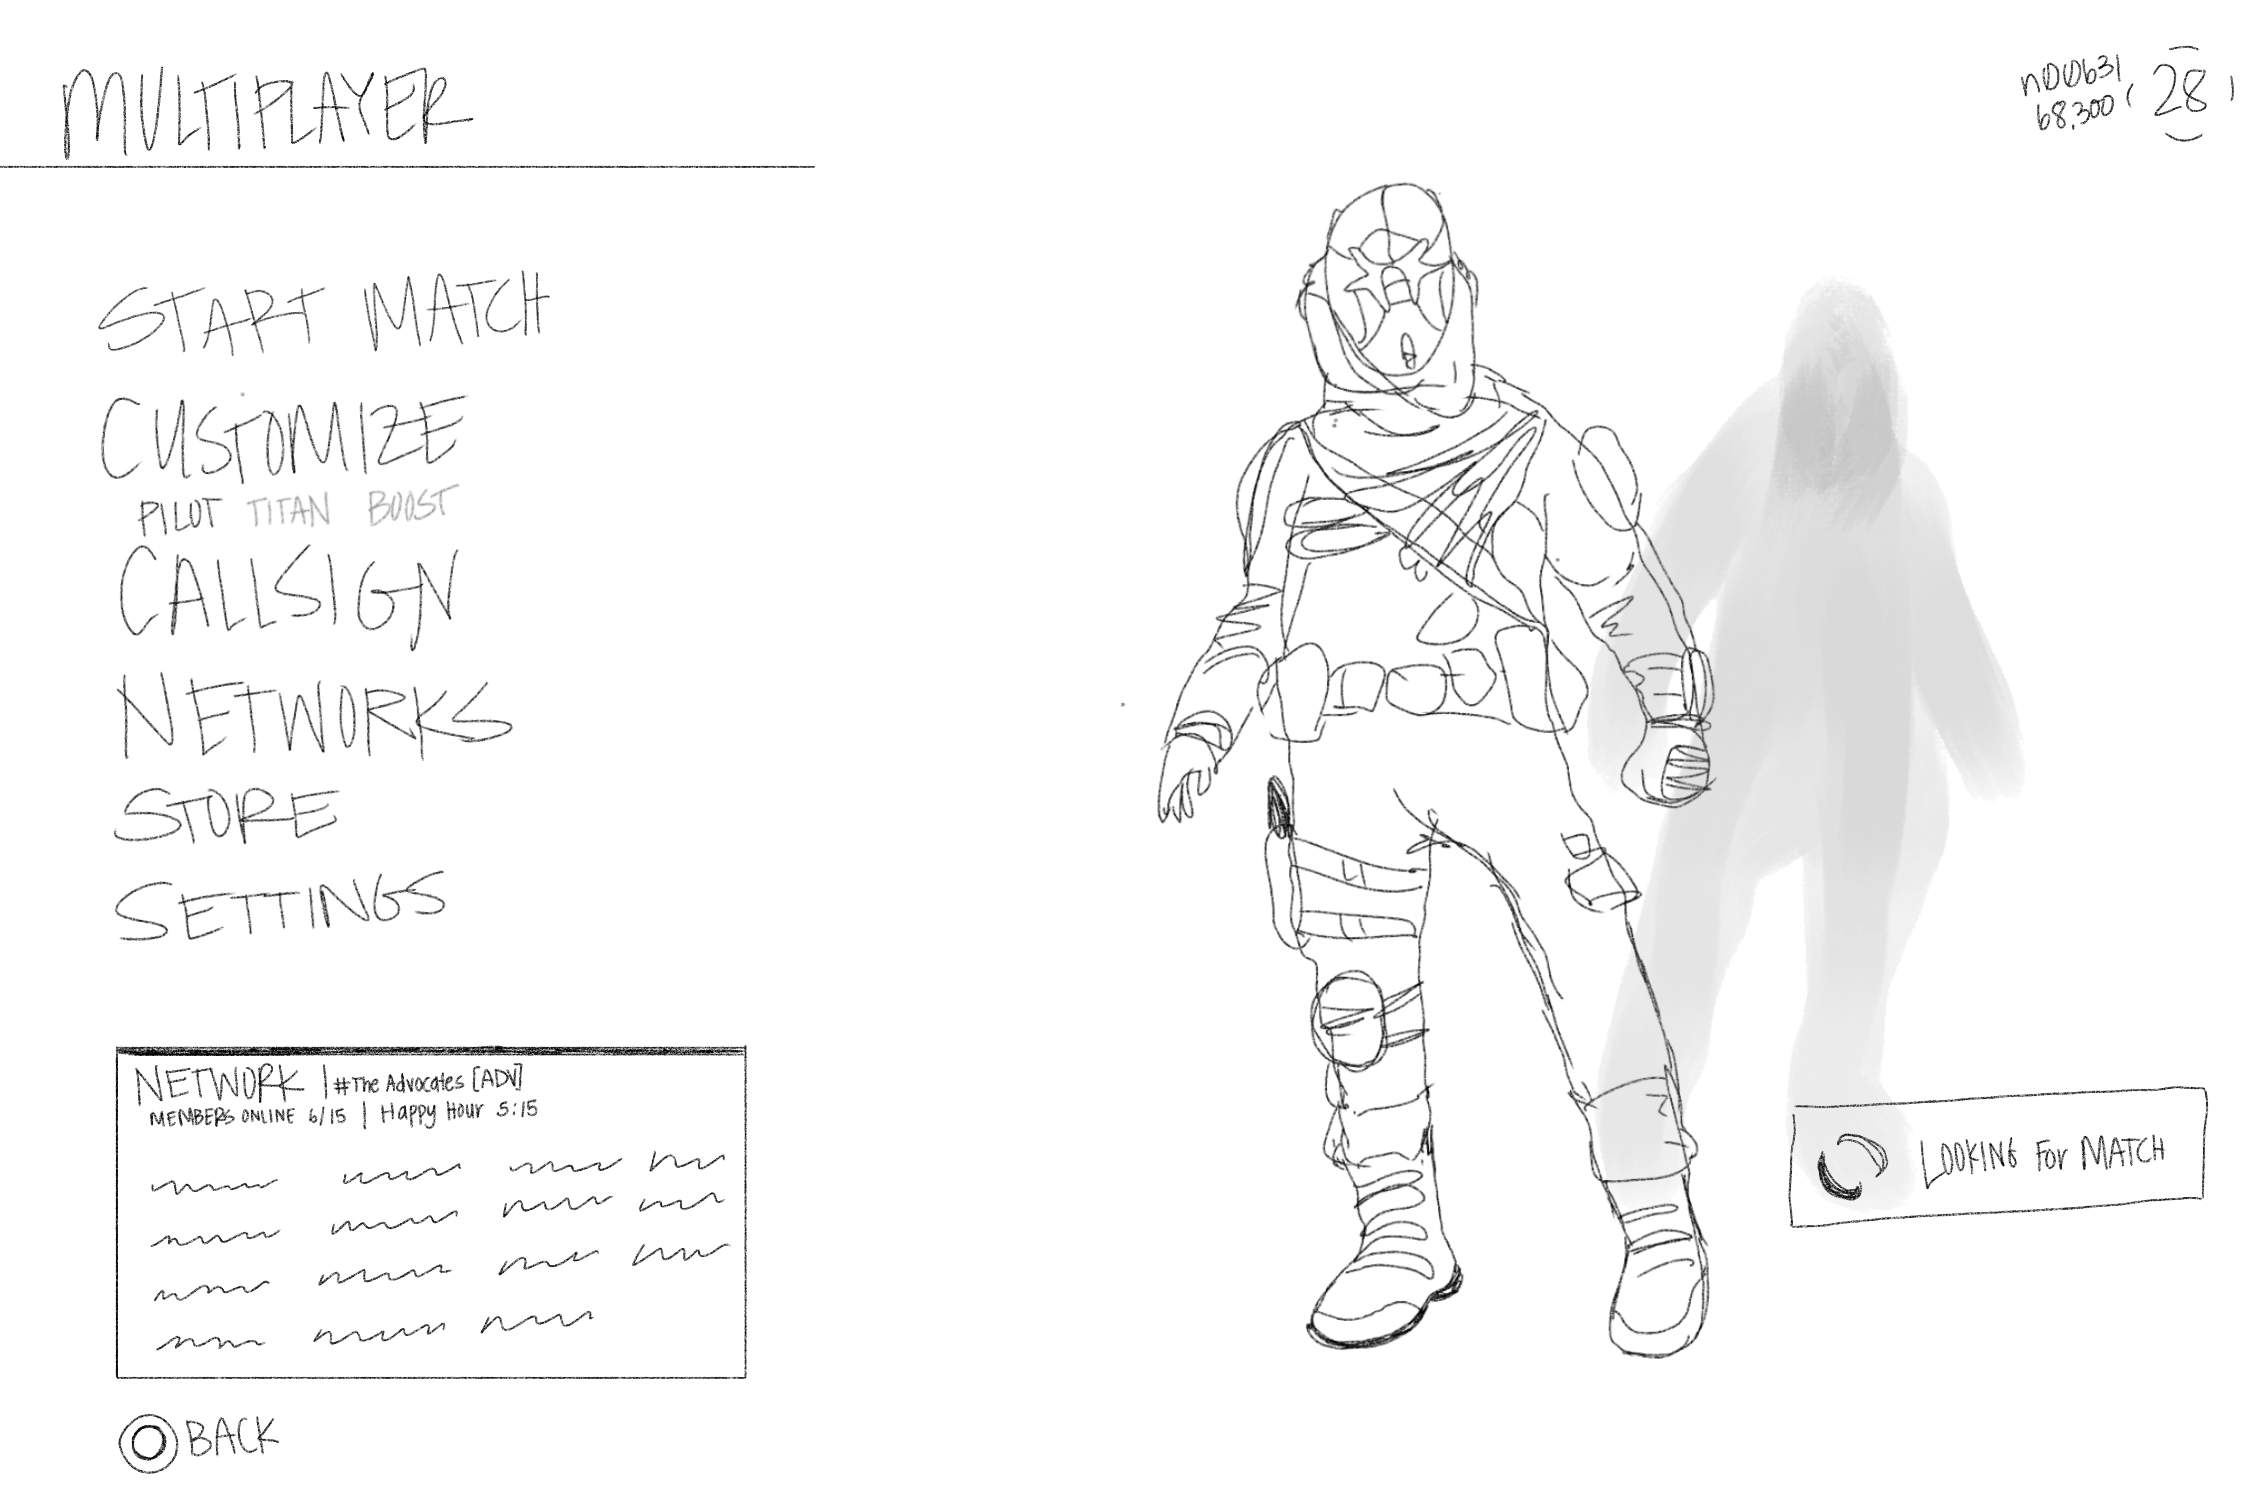 MULTIPLAYER
n00b31
68,300
28
START MATCH
CUSTOMIZE
PILOT TITAN BOOST
CALLSIGN
NETWORKS
STORE
SETTINGS
NETWORK | #The Advocates [ADV]
MEMBERS ONLINE 6/15 | Happy Hour 5:15
LOOKING For MATCH
BACK